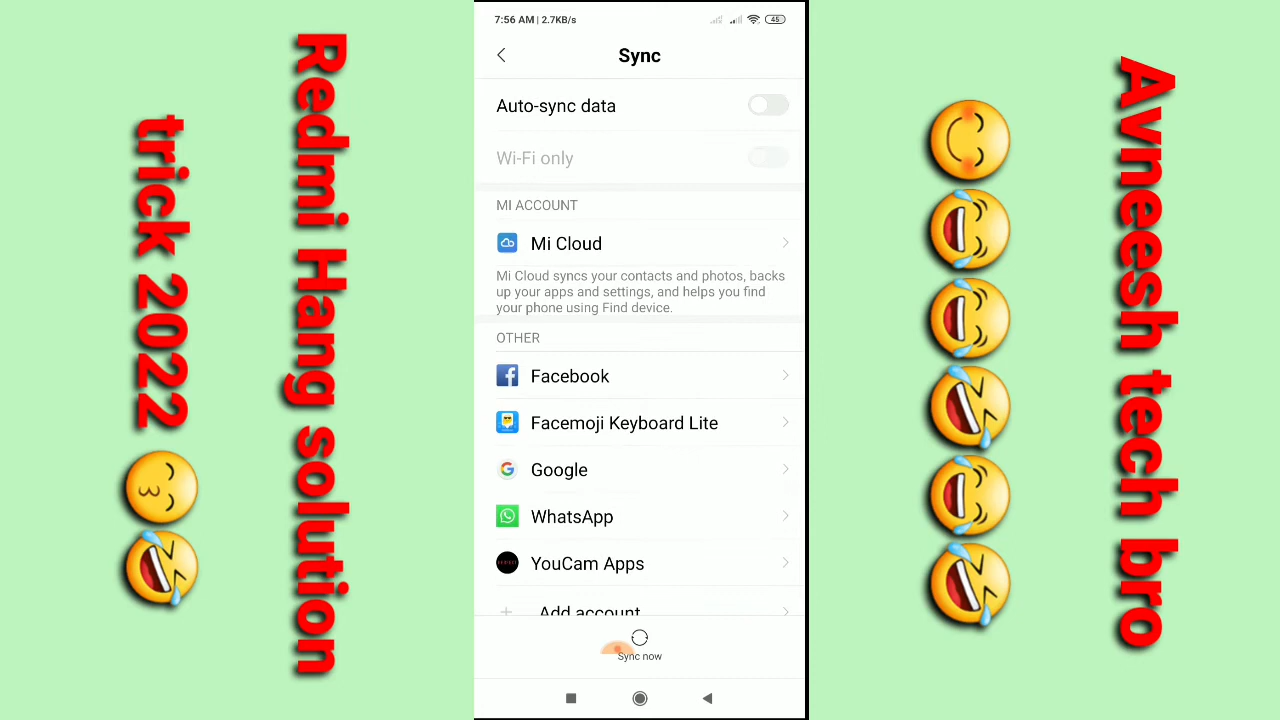 Redmi Hang solution
trick 2022 😚🤣
7:56 AM | 2.7KB/s
45
Sync
Auto-sync data
Wi-Fi only
MI ACCOUNT
Mi Cloud
Mi Cloud syncs your contacts and photos, backs
up your apps and settings, and helps you find
your phone using Find device.
OTHER
Facebook
Facemoji Keyboard Lite
Google
WhatsApp
YouCam Apps
Add account
Sync now
Avneesh tech bro
😊😂😂🤣😂🤣